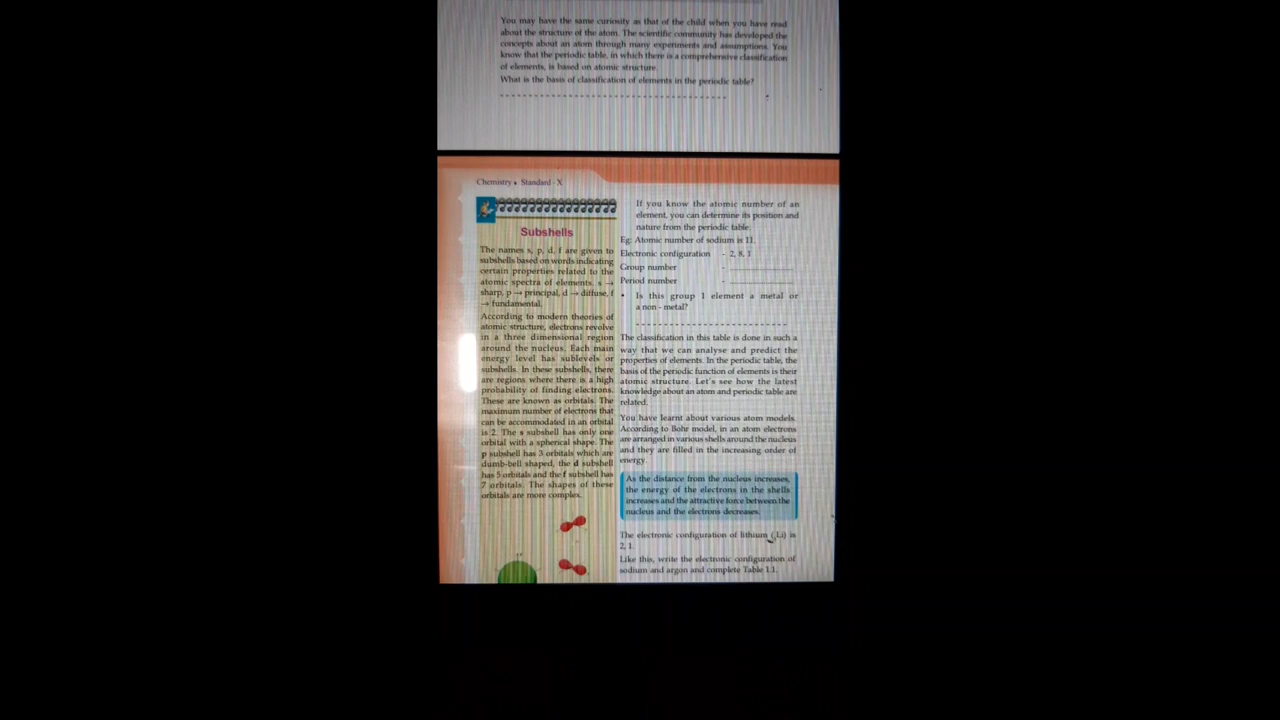 You may have the same curiosity as that of the child when you have read
about the structure of the atom. The scientific community has developed the
concepts about an atom through many experiments and assumptions. You
know that the periodic table, in which there is a comprehensive classification
of elements, is based on atomic structure.
What is the basis of classification of elements in the periodic table?
Chemistry • Standard - X
Subshells
The names s, p, d, f are given to
subshells based on words indicating
certain properties related to the
atomic spectra of elements. s →
sharp, p → principal, d → diffuse, f
→ fundamental.
According to modern theories of
atomic structure, electrons revolve
in a three dimensional region
around the nucleus. Each main
energy level has sublevels or
subshells. In these subshells, there
are regions where there is a high
probability of finding electrons.
These are known as orbitals. The
maximum number of electrons that
can be accommodated in an orbital
is 2. The s subshell has only one
orbital with a spherical shape. The
p subshell has 3 orbitals which are
dumb-bell shaped, the d subshell
has 5 orbitals and the f subshell has
7 orbitals. The shapes of these
orbitals are more complex.
If you know the atomic number of an
element, you can determine its position and
nature from the periodic table.
Eg: Atomic number of sodium is 11.
Electronic configuration - 2, 8, 1
Group number -
Period number -
• Is this group 1 element a metal or
a non - metal?
The classification in this table is done in such a
way that we can analyse and predict the
properties of elements. In the periodic table, the
basis of the periodic function of elements is their
atomic structure. Let's see how the latest
knowledge about an atom and periodic table are
related.
You have learnt about various atom models.
According to Bohr model, in an atom electrons
are arranged in various shells around the nucleus
and they are filled in the increasing order of
energy.
As the distance from the nucleus increases,
the energy of the electrons in the shells
increases and the attractive force between the
nucleus and the electrons decreases.
The electronic configuration of lithium (₃Li) is
2, 1.
Like this, write the electronic configuration of
sodium and argon and complete Table 1.1.